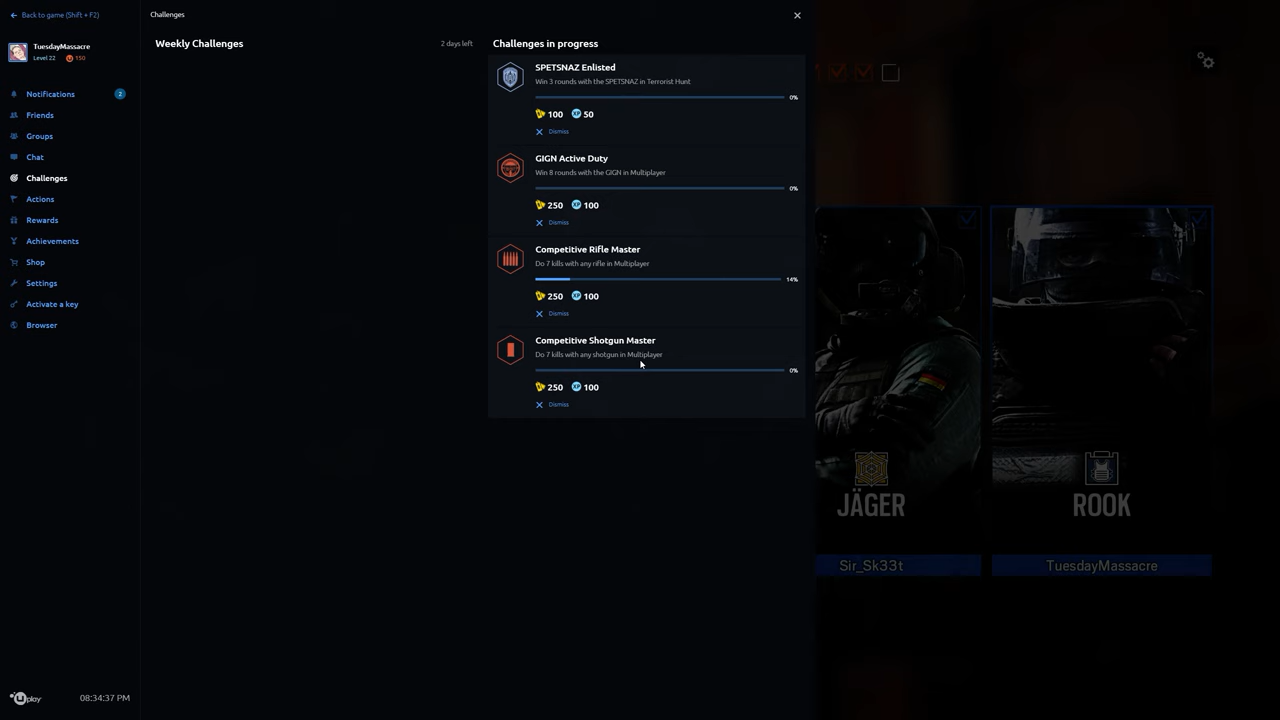 Back to game (Shift + F2)
TuesdayMassacre
Level 22 150
Notifications 2
Friends
Groups
Chat
Challenges
Actions
Rewards
Achievements
Shop
Settings
Activate a key
Browser
uplay 08:34:37 PM
Challenges
Weekly Challenges 2 days left
Challenges in progress
SPETSNAZ Enlisted
Win 3 rounds with the SPETSNAZ in Terrorist Hunt
0%
100 XP 50
Dismiss
GIGN Active Duty
Win 8 rounds with the GIGN in Multiplayer
0%
250 XP 100
Dismiss
Competitive Rifle Master
Do 7 kills with any rifle in Multiplayer
14%
250 XP 100
Dismiss
Competitive Shotgun Master
Do 7 kills with any shotgun in Multiplayer
0%
250 XP 100
Dismiss
JÄGER
Sir_Sk33t
ROOK
TuesdayMassacre